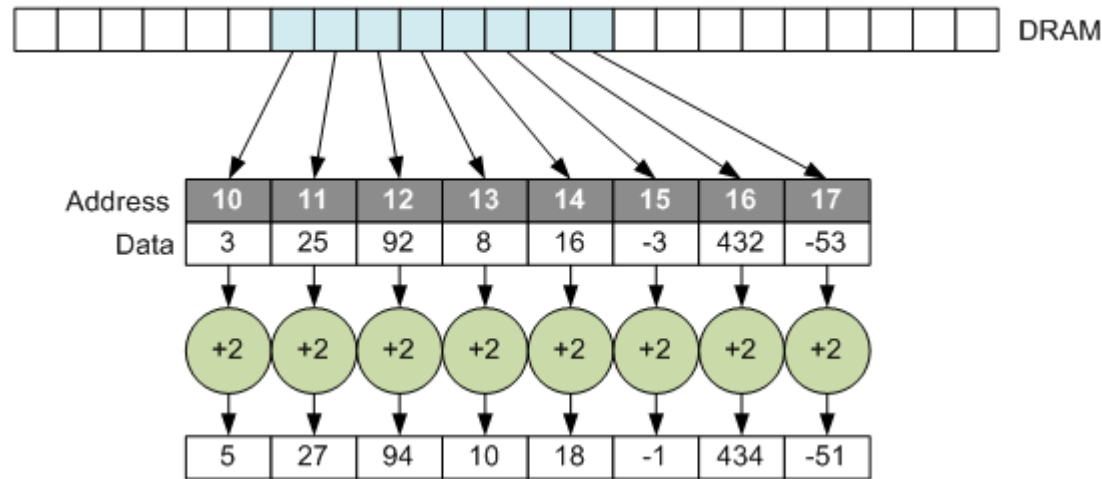 DRAM
Address 10 11 12 13 14 15 16 17
Data 3 25 92 8 16 -3 432 -53
+2 +2 +2 +2 +2 +2 +2 +2
5 27 94 10 18 -1 434 -51